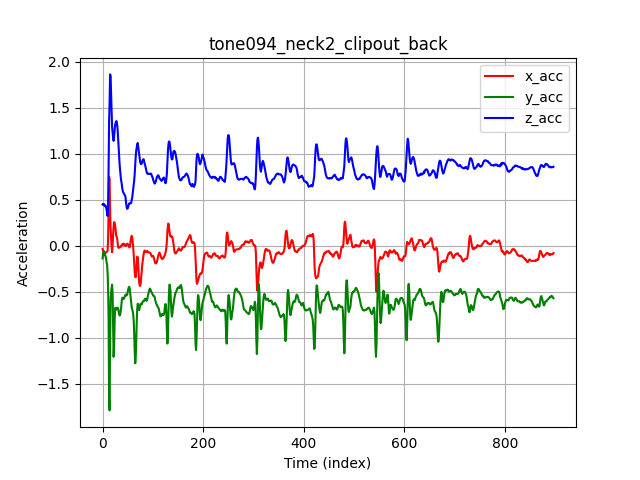 tone094_neck2_clipout_back
2.0
1.5
1.0
0.5
0.0
−0.5
−1.0
−1.5
Acceleration
x_acc
y_acc
z_acc
0 200 400 600 800
Time (index)